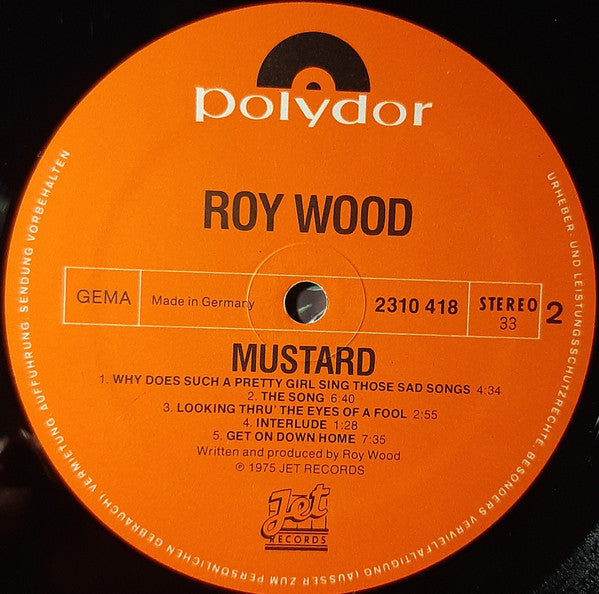 polydor
ROY WOOD
GEMA
Made in Germany
2310 418
STEREO
33
2
MUSTARD
1. WHY DOES SUCH A PRETTY GIRL SING THOSE SAD SONGS 4:34
2. THE SONG 6:40
3. LOOKING THRU' THE EYES OF A FOOL 2:55
4. INTERLUDE 1:28
5. GET ON DOWN HOME 7:35
Written and produced by Roy Wood
℗ 1975 JET RECORDS
Jet
RECORDS
URHEBER- UND LEISTUNGSSCHUTZRECHTE, BESONDERS VERVIELFÄLTIGUNG (AUSSER ZUM PERSÖNLICHEN GEBRAUCH), VERMIETUNG AUFFÜHRUNG, SENDUNG VORBEHALTEN